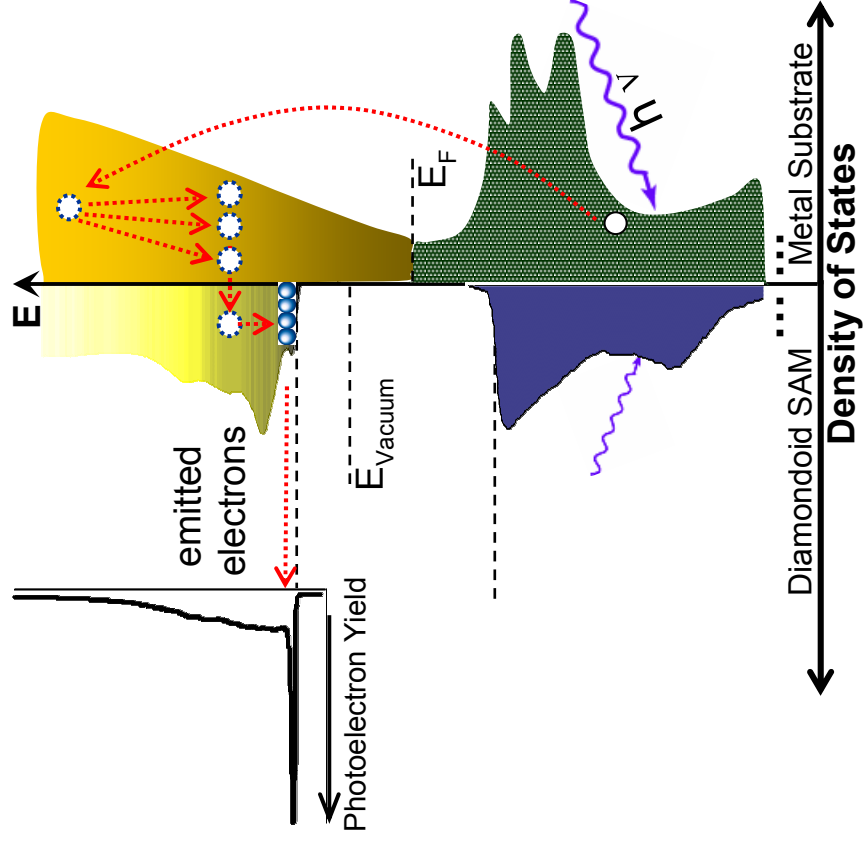 E
hν
E_F
Metal Substrate
Density of States
Diamondoid SAM
E_Vacuum
emitted
electrons
Photoelectron Yield